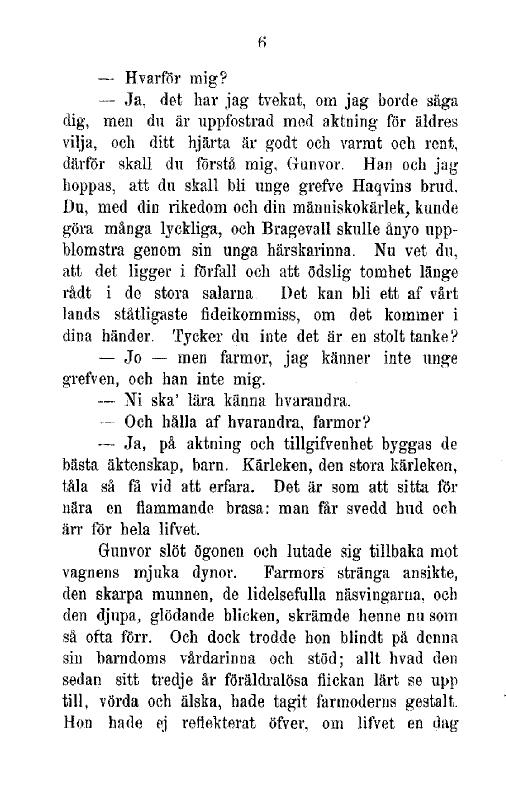 6
— Hvarför mig?
— Ja, det har jag tvekat, om jag borde säga
dig, men du är uppfostrad med aktning för äldres
vilja, och ditt hjärta är godt och varmt och rent,
därför skall du förstå mig, Gunvor. Han och jag
hoppas, att du skall bli unge grefve Haqvins brud.
Du, med din rikedom och din människokärlek, kunde
göra många lyckliga, och Bragevall skulle ånyo upp-
blomstra genom sin unga härskarinna. Nu vet du,
att det ligger i förfall och att ödslig tomhet länge
rådt i de stora salarna Det kan bli ett af vårt
lands ståtligaste fideikommiss, om det kommer i
dina händer. Tycker du inte det är en stolt tanke?
— Jo — men farmor, jag känner inte unge
grefven, och han inte mig.
— Ni ska' lära känna hvarandra.
— Och hålla af hvarandra, farmor?
— Ja, på aktning och tillgifvenhet byggas de
bästa äktenskap, barn. Kärleken, den stora kärleken,
tåla så få vid att erfara. Det är som att sitta för
nära en flammande brasa: man får svedd hud och
ärr för hela lifvet.
Gunvor slöt ögonen och lutade sig tillbaka mot
vagnens mjuka dynor. Farmors stränga ansikte,
den skarpa munnen, de lidelsefulla näsvingarna, och
den djupa, glödande blicken, skrämde henne nu som
så ofta förr. Och dock trodde hon blindt på denna
sin barndoms vårdarinna och stöd; allt hvad den
sedan sitt tredje år föräldralösa flickan lärt se upp
till, vörda och älska, hade tagit farmoderns gestalt.
Hon hade ej reflekterat öfver, om lifvet en dag